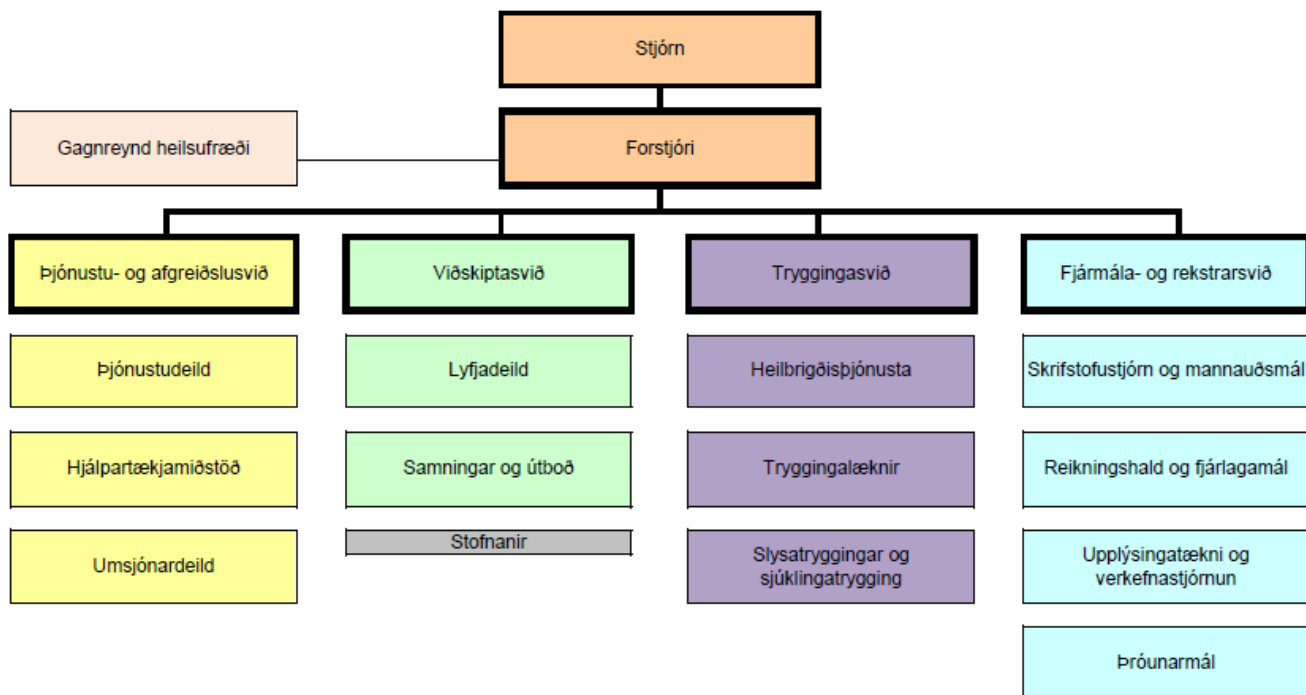 Stjórn
Gagnreynd heilsufræði
Forstjóri
Þjónustu- og afgreiðslusvið
Viðskiptasvið
Tryggingasvið
Fjármála- og rekstrarsvið
Þjónustudeild
Lyfjadeild
Heilbrigðisþjónusta
Skrifstofustjórn og mannauðsmál
Hjálpartækjamiðstöð
Samningar og útboð
Tryggingalæknir
Reikningshald og fjárlagamál
Umsjónardeild
Stofnanir
Slysatryggingar og
sjúklingatrygging
Upplýsingatækni og
verkefnastjórnun
Þróunarmál